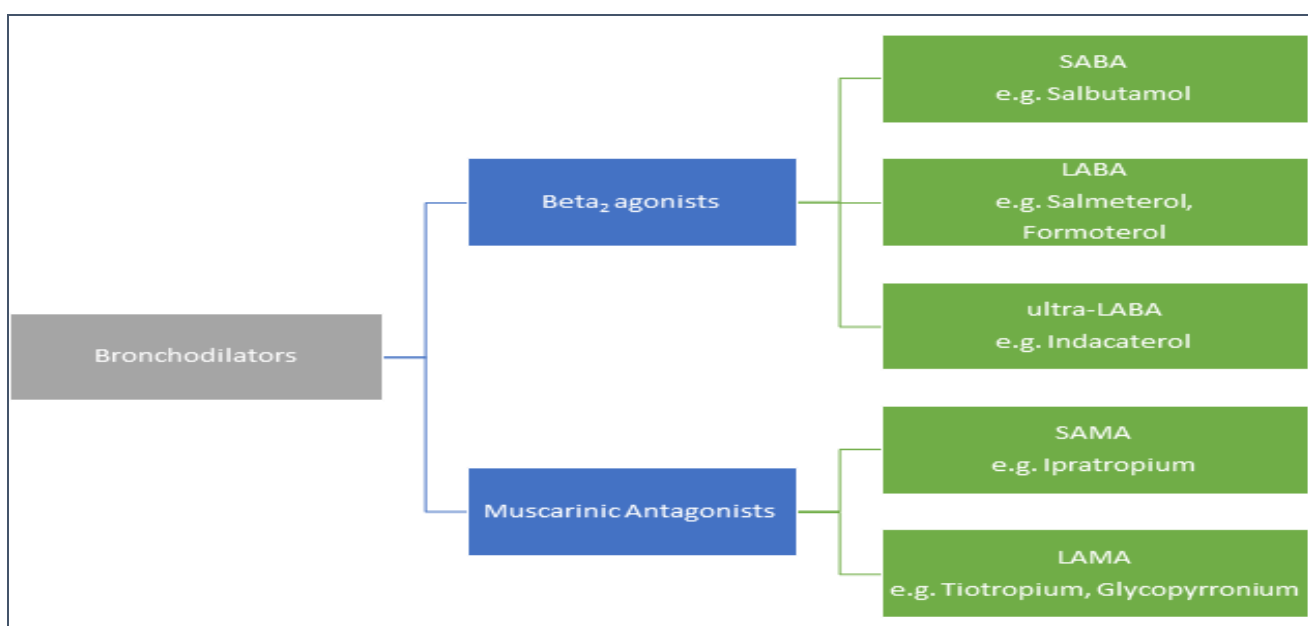 Bronchodilators
Beta₂ agonists
Muscarinic Antagonists
SABA
e.g. Salbutamol
LABA
e.g. Salmeterol,
Formoterol
ultra-LABA
e.g. Indacaterol
SAMA
e.g. Ipratropium
LAMA
e.g. Tiotropium, Glycopyrronium